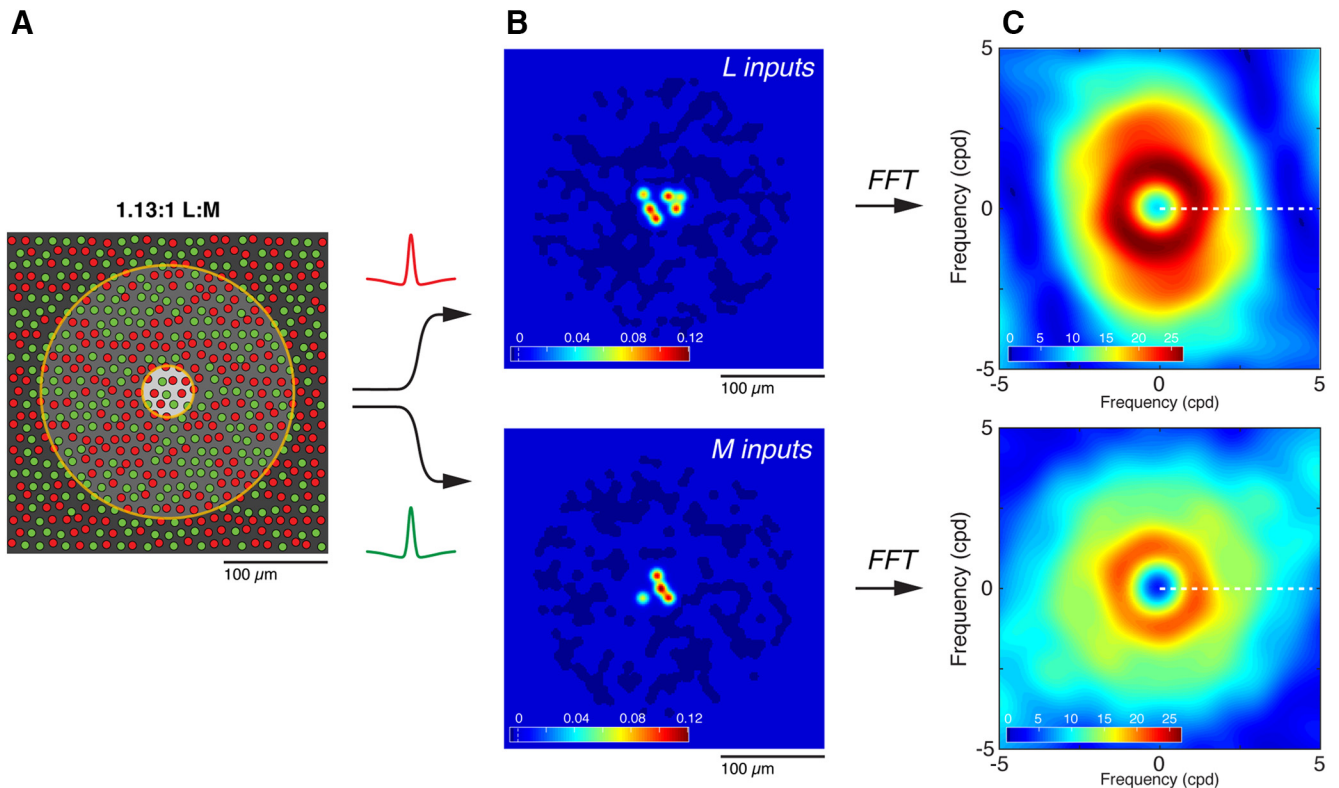 A
B
C
1.13:1 L:M
100 µm
L inputs
0 0.04 0.08 0.12
100 µm
FFT
5
0
-5
Frequency (cpd)
0 5 10 15 20 25
-5 0 5
Frequency (cpd)
M inputs
0 0.04 0.08 0.12
100 µm
FFT
5
0
-5
Frequency (cpd)
0 5 10 15 20 25
-5 0 5
Frequency (cpd)